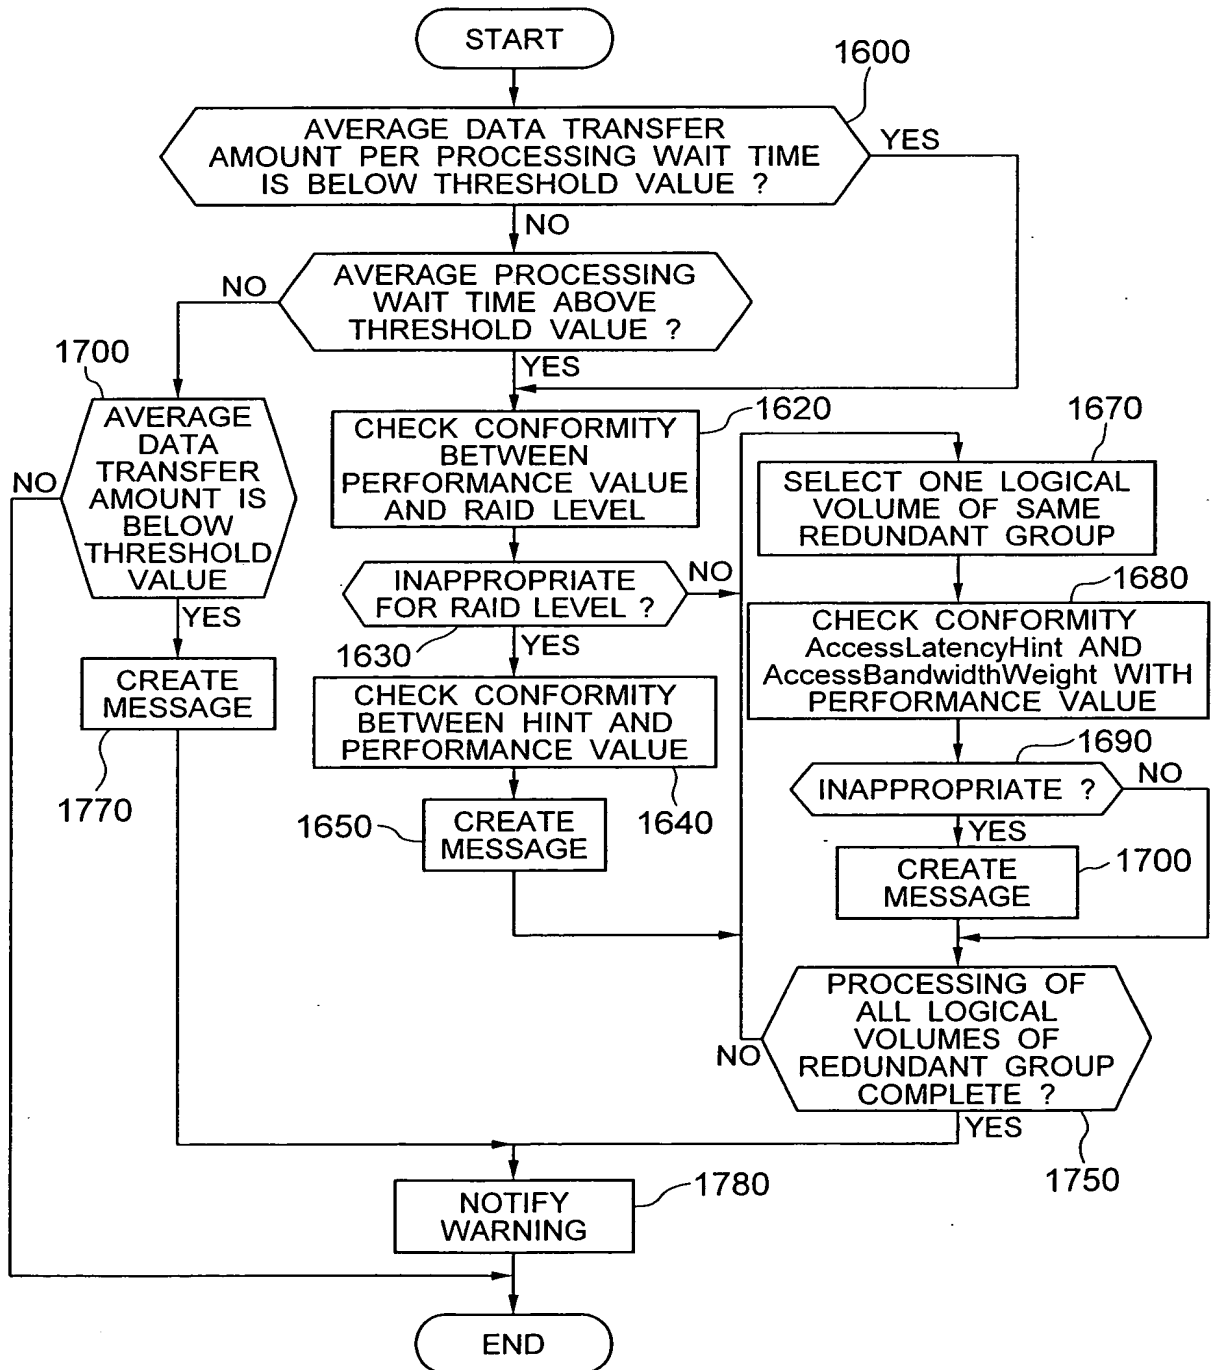 START
1600
AVERAGE DATA TRANSFER
AMOUNT PER PROCESSING WAIT TIME
IS BELOW THRESHOLD VALUE ?
YES
NO
AVERAGE PROCESSING
WAIT TIME ABOVE
THRESHOLD VALUE ?
NO
YES
1700
AVERAGE
DATA
TRANSFER
AMOUNT IS
BELOW
THRESHOLD
VALUE
NO
YES
CREATE
MESSAGE
1770
1620
CHECK CONFORMITY
BETWEEN
PERFORMANCE VALUE
AND RAID LEVEL
INAPPROPRIATE
FOR RAID LEVEL ?
NO
1630
YES
CHECK CONFORMITY
BETWEEN HINT AND
PERFORMANCE VALUE
1640
1650
CREATE
MESSAGE
1670
SELECT ONE LOGICAL
VOLUME OF SAME
REDUNDANT GROUP
1680
CHECK CONFORMITY
AccessLatencyHint AND
AccessBandwidthWeight WITH
PERFORMANCE VALUE
1690
INAPPROPRIATE ?
NO
YES
CREATE
MESSAGE
1700
PROCESSING OF
ALL LOGICAL
VOLUMES OF
REDUNDANT GROUP
COMPLETE ?
NO
YES
1750
NOTIFY
WARNING
1780
END